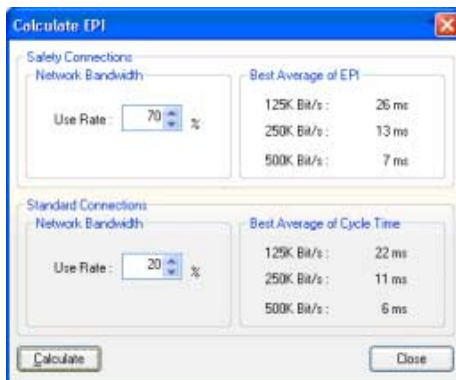 Calculate EPI
Safety Connections
Network Bandwidth
Use Rate : 70 %
Best Average of EPI
125K Bit/s : 26 ms
250K Bit/s : 13 ms
500K Bit/s : 7 ms
Standard Connections
Network Bandwidth
Use Rate : 20 %
Best Average of Cycle Time
125K Bit/s : 22 ms
250K Bit/s : 11 ms
500K Bit/s : 6 ms
Calculate Close